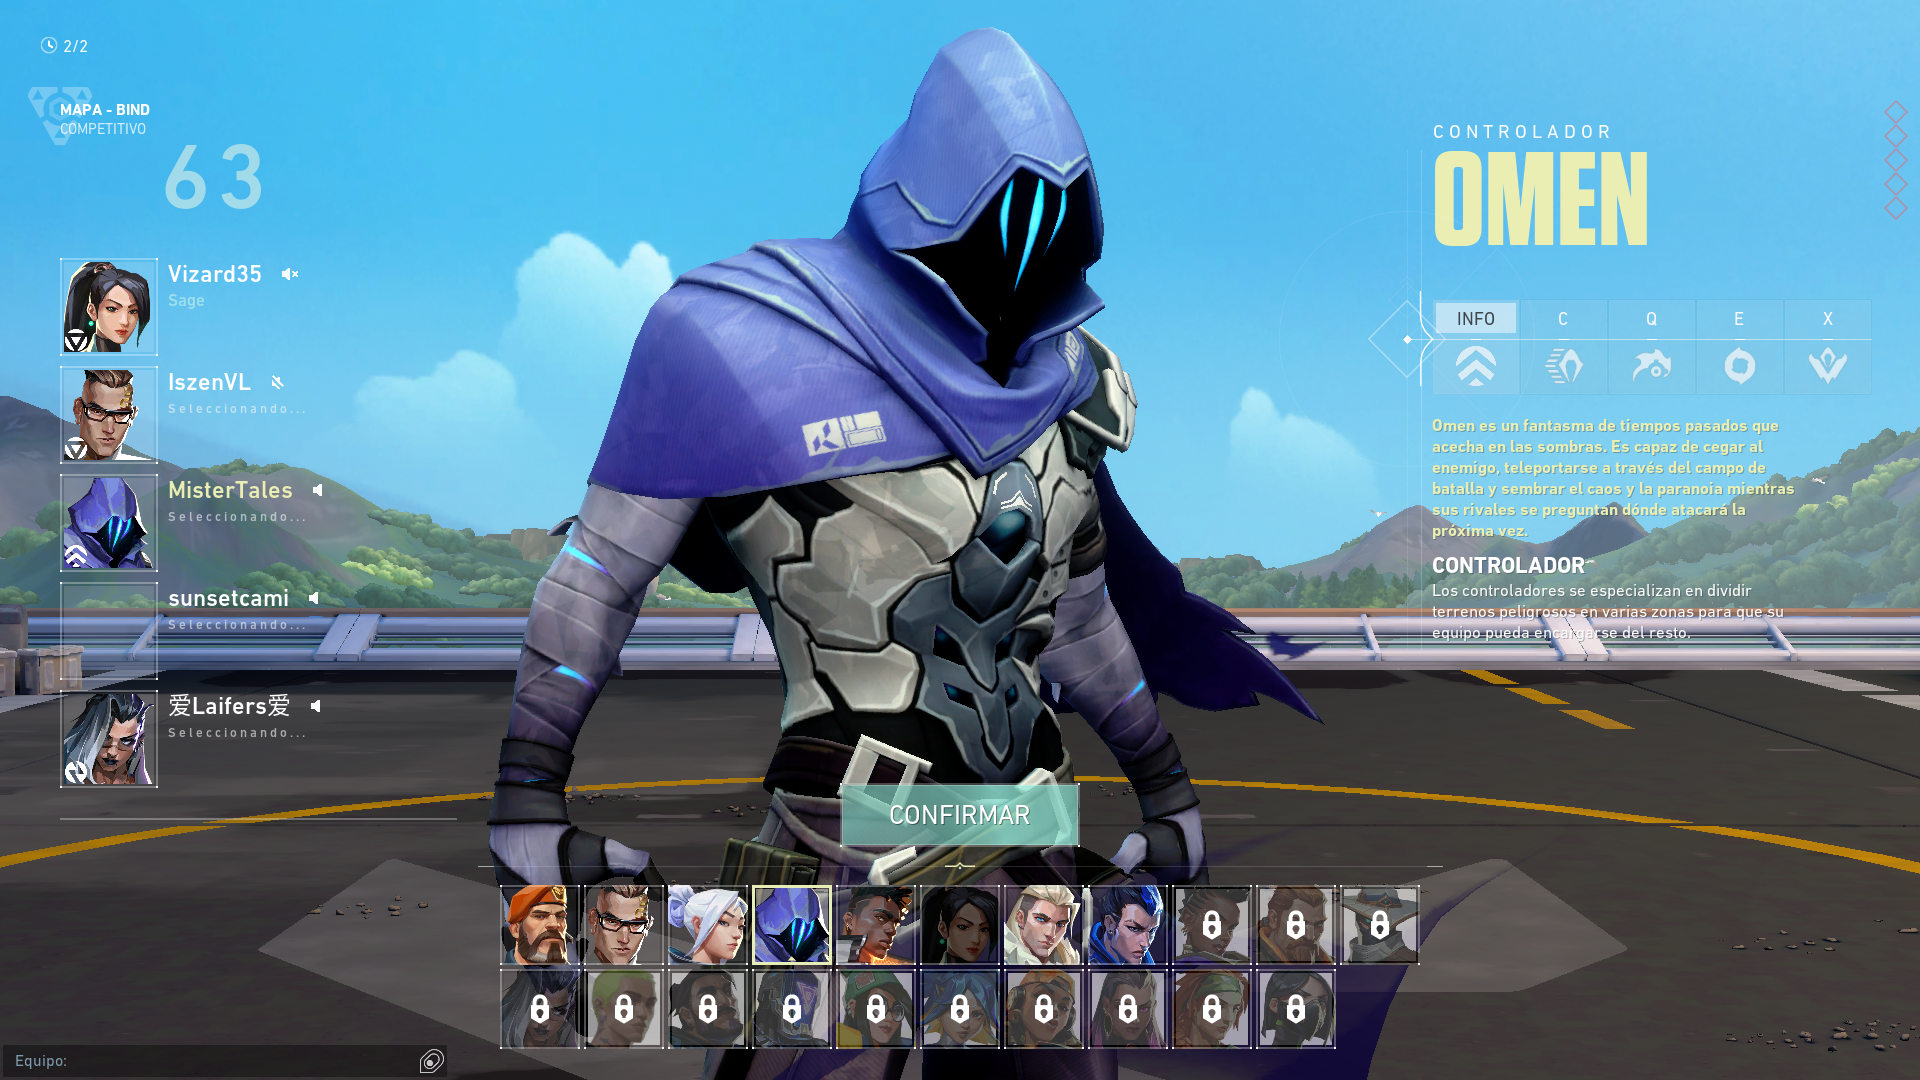 2/2
MAPA - BIND
COMPETITIVO
63
Vizard35
Sage
IszenVL
Seleccionando...
MisterTales
Seleccionando...
sunsetcami
Seleccionando...
爱Laifers爱
Seleccionando...
CONTROLADOR
OMEN
INFO C Q E X
Omen es un fantasma de tiempos pasados que
acecha en las sombras. Es capaz de cegar al
enemigo, teleportarse a través del campo de
batalla y sembrar el caos y la paranoia mientras
sus rivales se preguntan dónde atacará la
próxima vez.
CONTROLADOR
Los controladores se especializan en dividir
terrenos peligrosos en varias zonas para que su
equipo pueda encargarse del resto.
CONFIRMAR
Equipo: